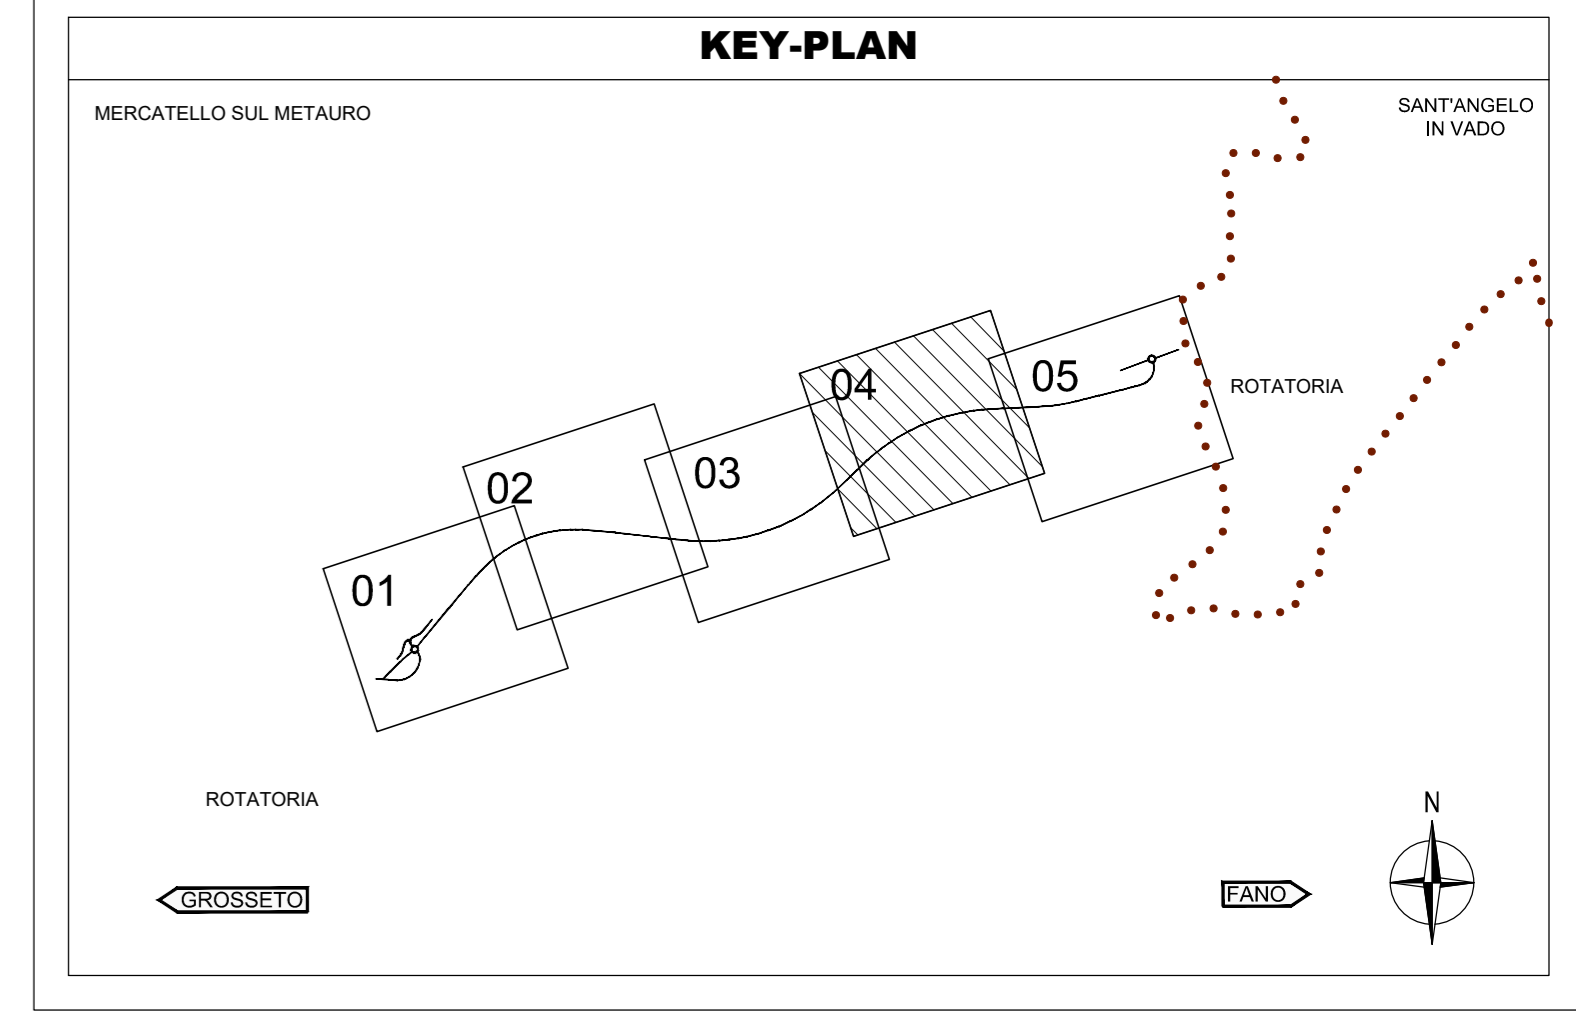 KEY-PLAN
MERCATELLO SUL METAURO
SANT'ANGELO
IN VADO
04
05
ROTATORIA
03
02
01
ROTATORIA
N
GROSSETO
FANO